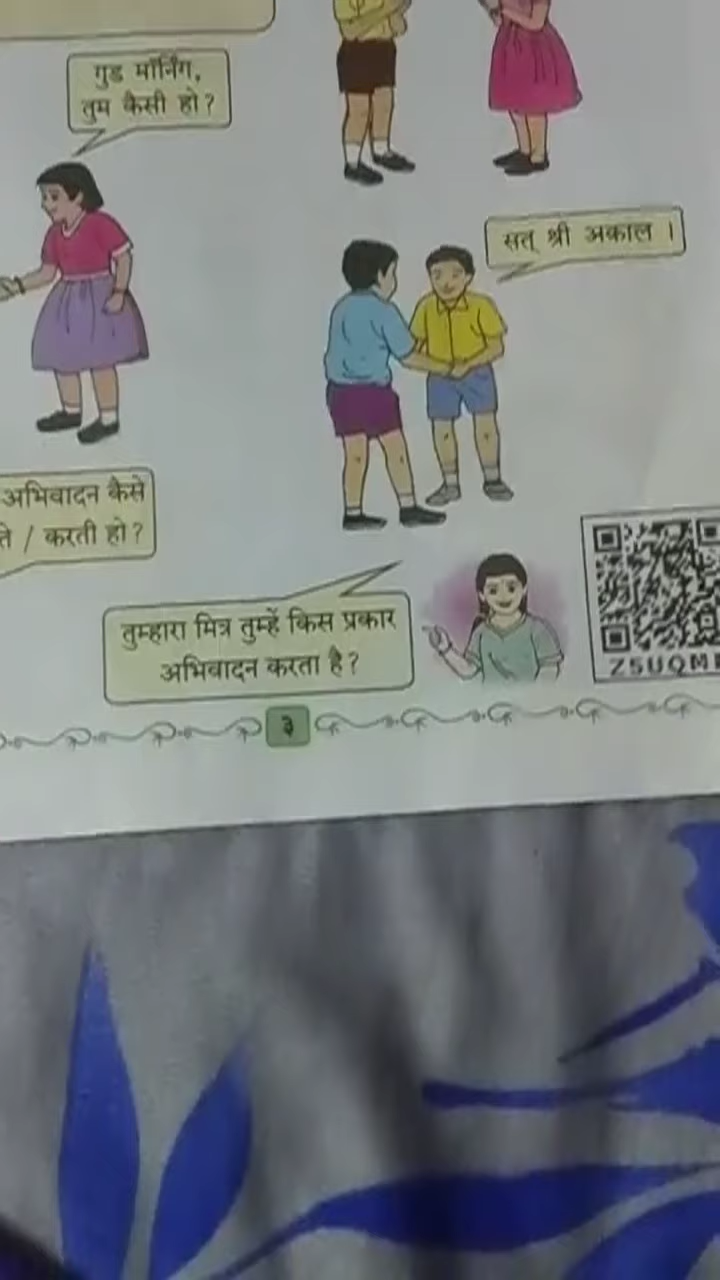 गुड मॉर्निंग,
तुम कैसी हो?
सत् श्री अकाल ।
अभिवादन कैसे
/ करती हो?
तुम्हारा मित्र तुम्हें किस प्रकार
अभिवादन करता है?
Z5UQM
३